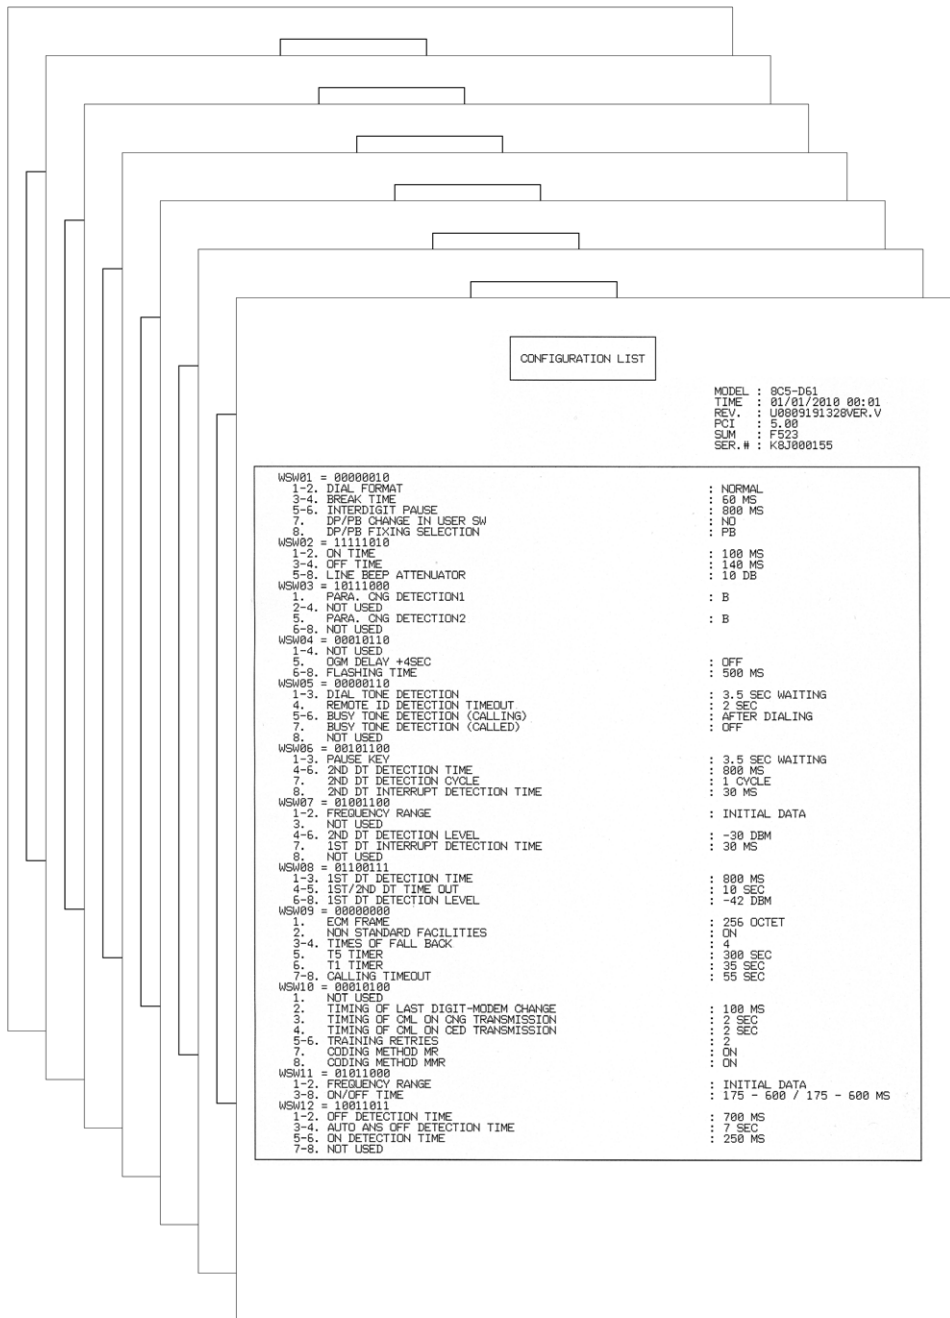 CONFIGURATION LIST
MODEL : 8C5-D61
TIME : 01/01/2010 00:01
REV. : U0809191328VER.V
PCI : 5.00
SUM : F523
SER.# : K8J000155
WSW01 = 00000010
1-2. DIAL FORMAT : NORMAL
3-4. BREAK TIME : 60 MS
5-6. INTERDIGIT PAUSE : 800 MS
7. DP/PB CHANGE IN USER SW : NO
8. DP/PB FIXING SELECTION : PB
WSW02 = 11111010
1-2. ON TIME : 100 MS
3-4. OFF TIME : 140 MS
5-8. LINE BEEP ATTENUATOR : 10 DB
WSW03 = 10111000
1. PARA. CNG DETECTION1 : B
2-4. NOT USED
5. PARA. CNG DETECTION2 : B
6-8. NOT USED
WSW04 = 00010110
1-4. NOT USED
5. OGM DELAY +4SEC : OFF
6-8. FLASHING TIME : 500 MS
WSW05 = 00000110
1-3. DIAL TONE DETECTION : 3.5 SEC WAITING
4. REMOTE ID DETECTION TIMEOUT : 2 SEC
5-6. BUSY TONE DETECTION (CALLING) : AFTER DIALING
7. BUSY TONE DETECTION (CALLED) : OFF
8. NOT USED
WSW06 = 00101100
1-3. PAUSE KEY : 3.5 SEC WAITING
4-6. 2ND DT DETECTION TIME : 800 MS
7. 2ND DT DETECTION CYCLE : 1 CYCLE
8. 2ND DT INTERRUPT DETECTION TIME : 30 MS
WSW07 = 01001100
1-2. FREQUENCY RANGE : INITIAL DATA
3. NOT USED
4-6. 2ND DT DETECTION LEVEL : -30 DBM
7. 1ST DT INTERRUPT DETECTION TIME : 30 MS
8. NOT USED
WSW08 = 01100111
1-3. 1ST DT DETECTION TIME : 800 MS
4-5. 1ST/2ND DT TIME OUT : 10 SEC
6-8. 1ST DT DETECTION LEVEL : -42 DBM
WSW09 = 00000000
1. ECM FRAME : 256 OCTET
2. NON STANDARD FACILITIES : ON
3-4. TIMES OF FALL BACK : 4
5. T5 TIMER : 300 SEC
6. T1 TIMER : 35 SEC
7-8. CALLING TIMEOUT : 55 SEC
WSW10 = 00010100
1. NOT USED
2. TIMING OF LAST DIGIT-MODEM CHANGE : 100 MS
3. TIMING OF CML ON CNG TRANSMISSION : 2 SEC
4. TIMING OF CML ON CED TRANSMISSION : 2 SEC
5-6. TRAINING RETRIES : 2
7. CODING METHOD MR : ON
8. CODING METHOD MMR : ON
WSW11 = 01011000
1-2. FREQUENCY RANGE : INITIAL DATA
3-8. ON/OFF TIME : 175 - 600 / 175 - 600 MS
WSW12 = 10011011
1-2. OFF DETECTION TIME : 700 MS
3-4. AUTO ANS OFF DETECTION TIME : 7 SEC
5-6. ON DETECTION TIME : 250 MS
7-8. NOT USED